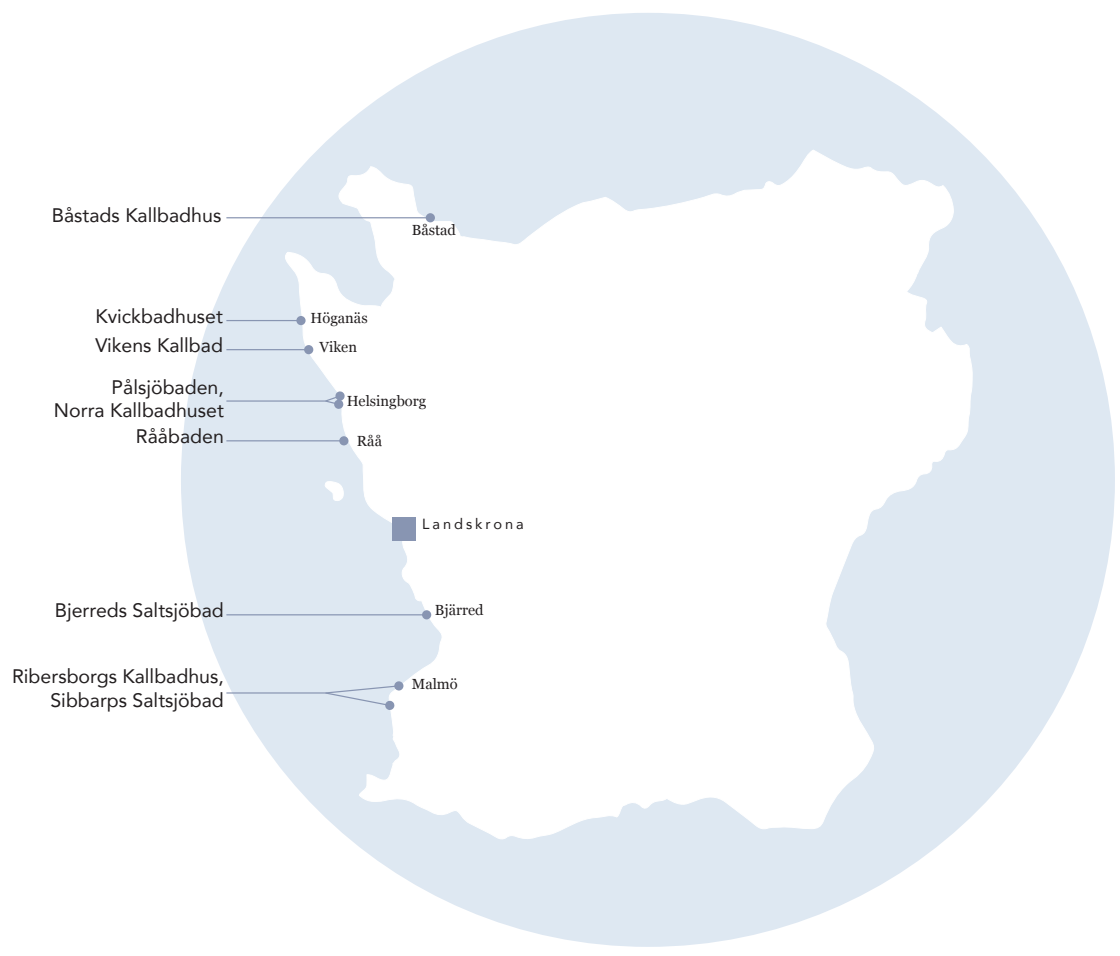 Båstads Kallbadhus
Båstad
Kvickbadhuset
Höganäs
Vikens Kallbad
Viken
Pålsjöbaden,
Norra Kallbadhuset
Helsingborg
Rååbaden
Råå
Landskrona
Bjerreds Saltsjöbad
Bjärred
Ribersborgs Kallbadhus,
Sibbarps Saltsjöbad
Malmö